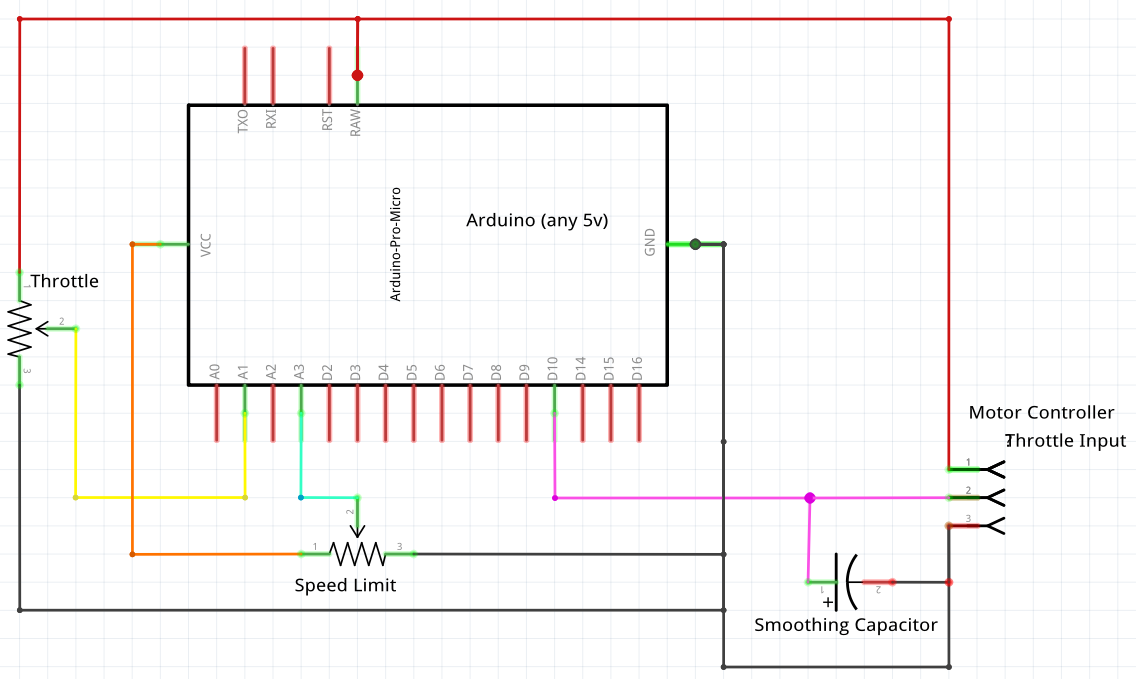 TXO RXI RST RAW
Arduino (any 5v)
Arduino-Pro-Micro
VCC
GND
1
Throttle
2
3
A0 A1 A2 A3 D2 D3 D4 D5 D6 D7 D8 D9 D10 D14 D15 D16
Motor Controller
Throttle Input
1
2
3
2
1
3
Speed Limit
1
2
+
Smoothing Capacitor